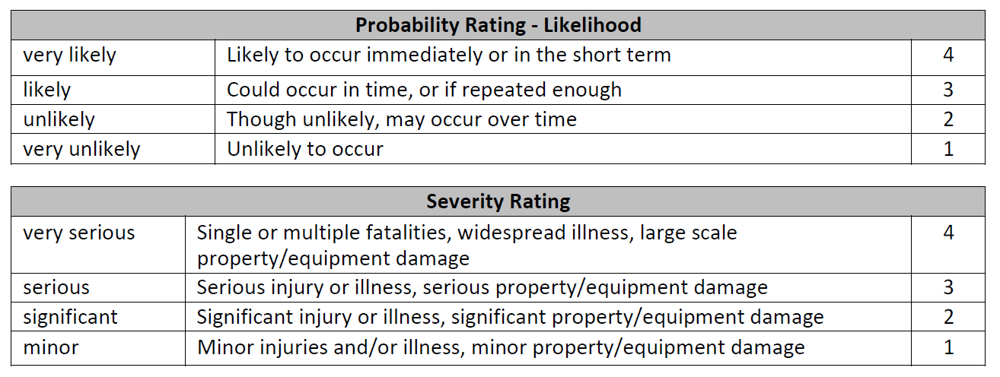 Probability Rating - Likelihood
very likely Likely to occur immediately or in the short term 4
likely Could occur in time, or if repeated enough 3
unlikely Though unlikely, may occur over time 2
very unlikely Unlikely to occur 1
Severity Rating
very serious Single or multiple fatalities, widespread illness, large scale 4
property/equipment damage
serious Serious injury or illness, serious property/equipment damage 3
significant Significant injury or illness, significant property/equipment damage 2
minor Minor injuries and/or illness, minor property/equipment damage 1